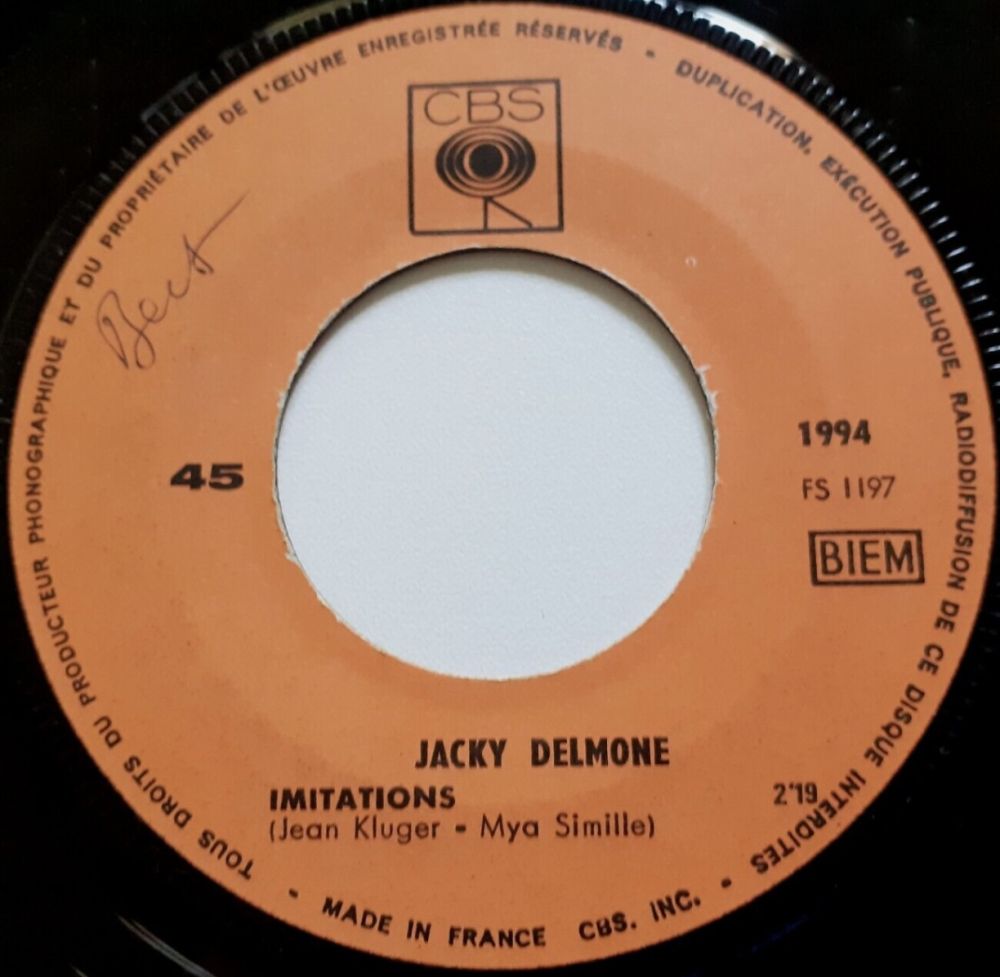 TOUS DROITS DU PRODUCTEUR PHONOGRAPHIQUE ET DU PROPRIÉTAIRE DE L'ŒUVRE ENREGISTRÉE RÉSERVÉS - DUPLICATION, EXÉCUTION PUBLIQUE, RADIODIFFUSION DE CE DISQUE INTERDITES -
CBS
45
1994
FS 1197
BIEM
JACKY DELMONE
IMITATIONS 2'19
(Jean Kluger - Mya Simille)
- MADE IN FRANCE CBS. INC.